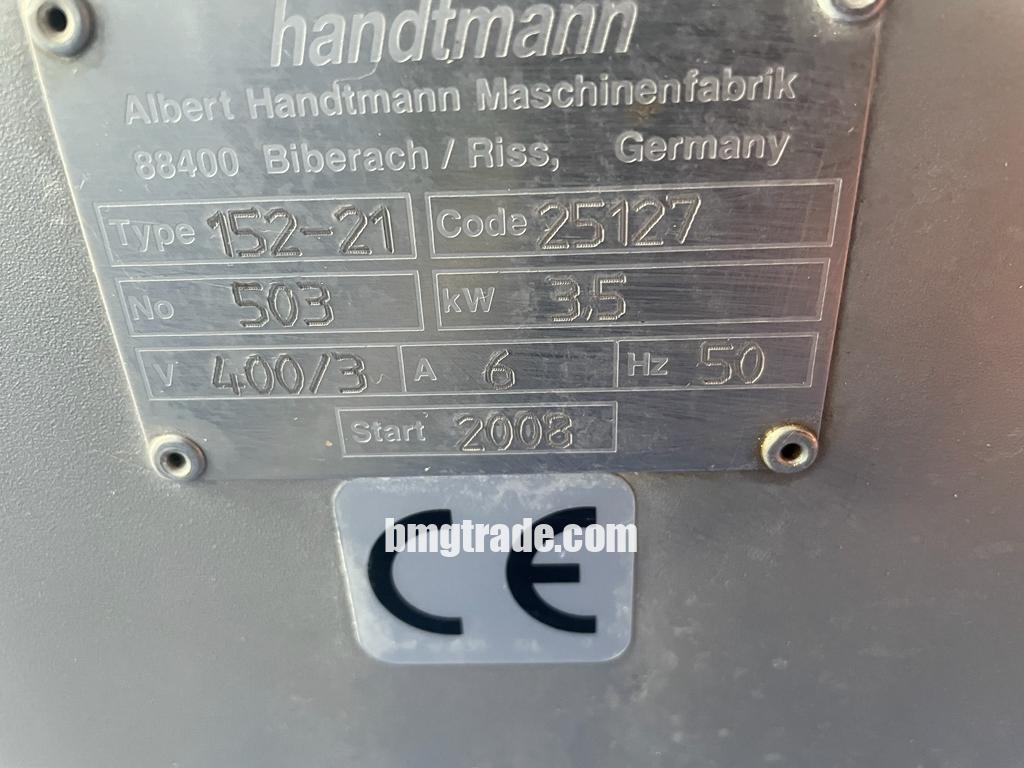 handtmann
Albert Handtmann Maschinenfabrik
88400 Biberach / Riss, Germany
Type 152-21 Code 25127
No 503 kW 3,5
V 400/3 A 6 Hz 50
Start 2008
CE
bmgtrade.com